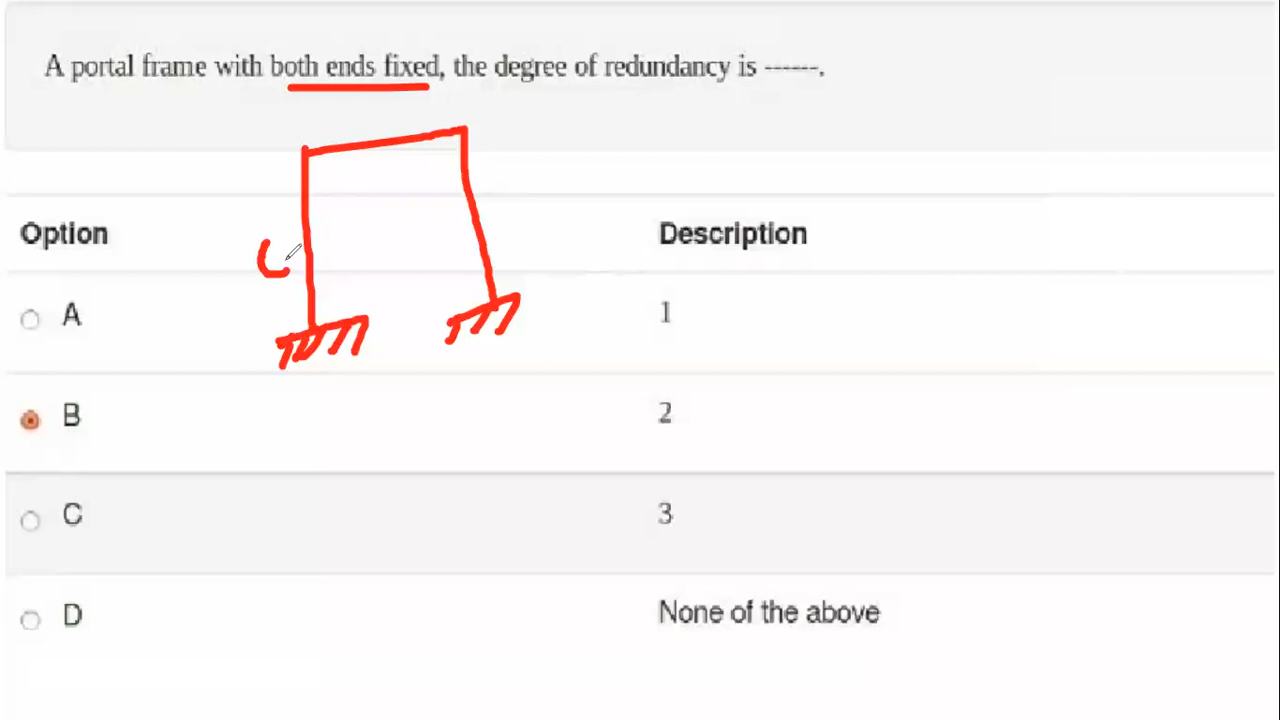 A portal frame with both ends fixed, the degree of redundancy is ------.
Option Description
A 1
B 2
C 3
D None of the above